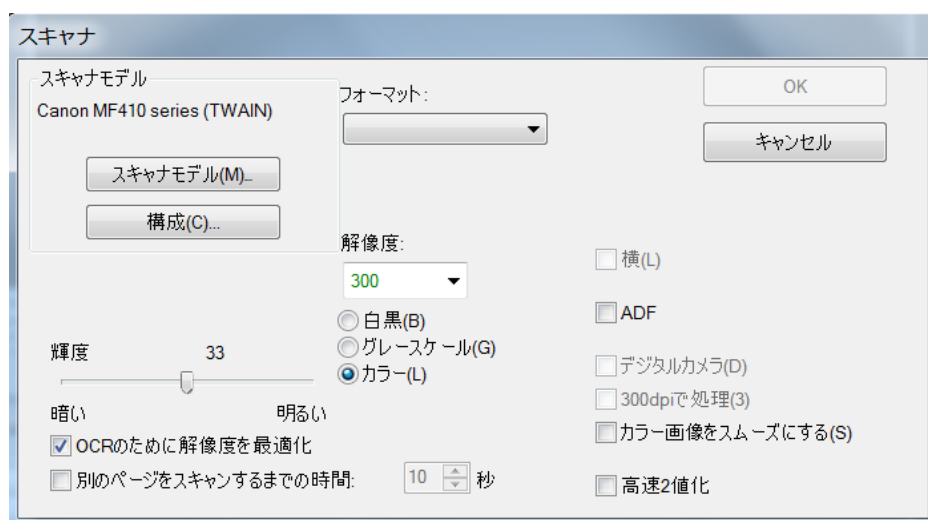 スキャナ
スキャナモデル
Canon MF410 series (TWAIN)
スキャナモデル(M)...
構成(C)...
フォーマット:
OK
キャンセル
解像度:
300
白黒(B)
グレースケール(G)
カラー(L)
横(L)
ADF
デジタルカメラ(D)
300dpiで処理(3)
カラー画像をスムーズにする(S)
高速2値化
輝度 33
暗い 明るい
OCRのために解像度を最適化
別のページをスキャンするまでの時間: 10 秒